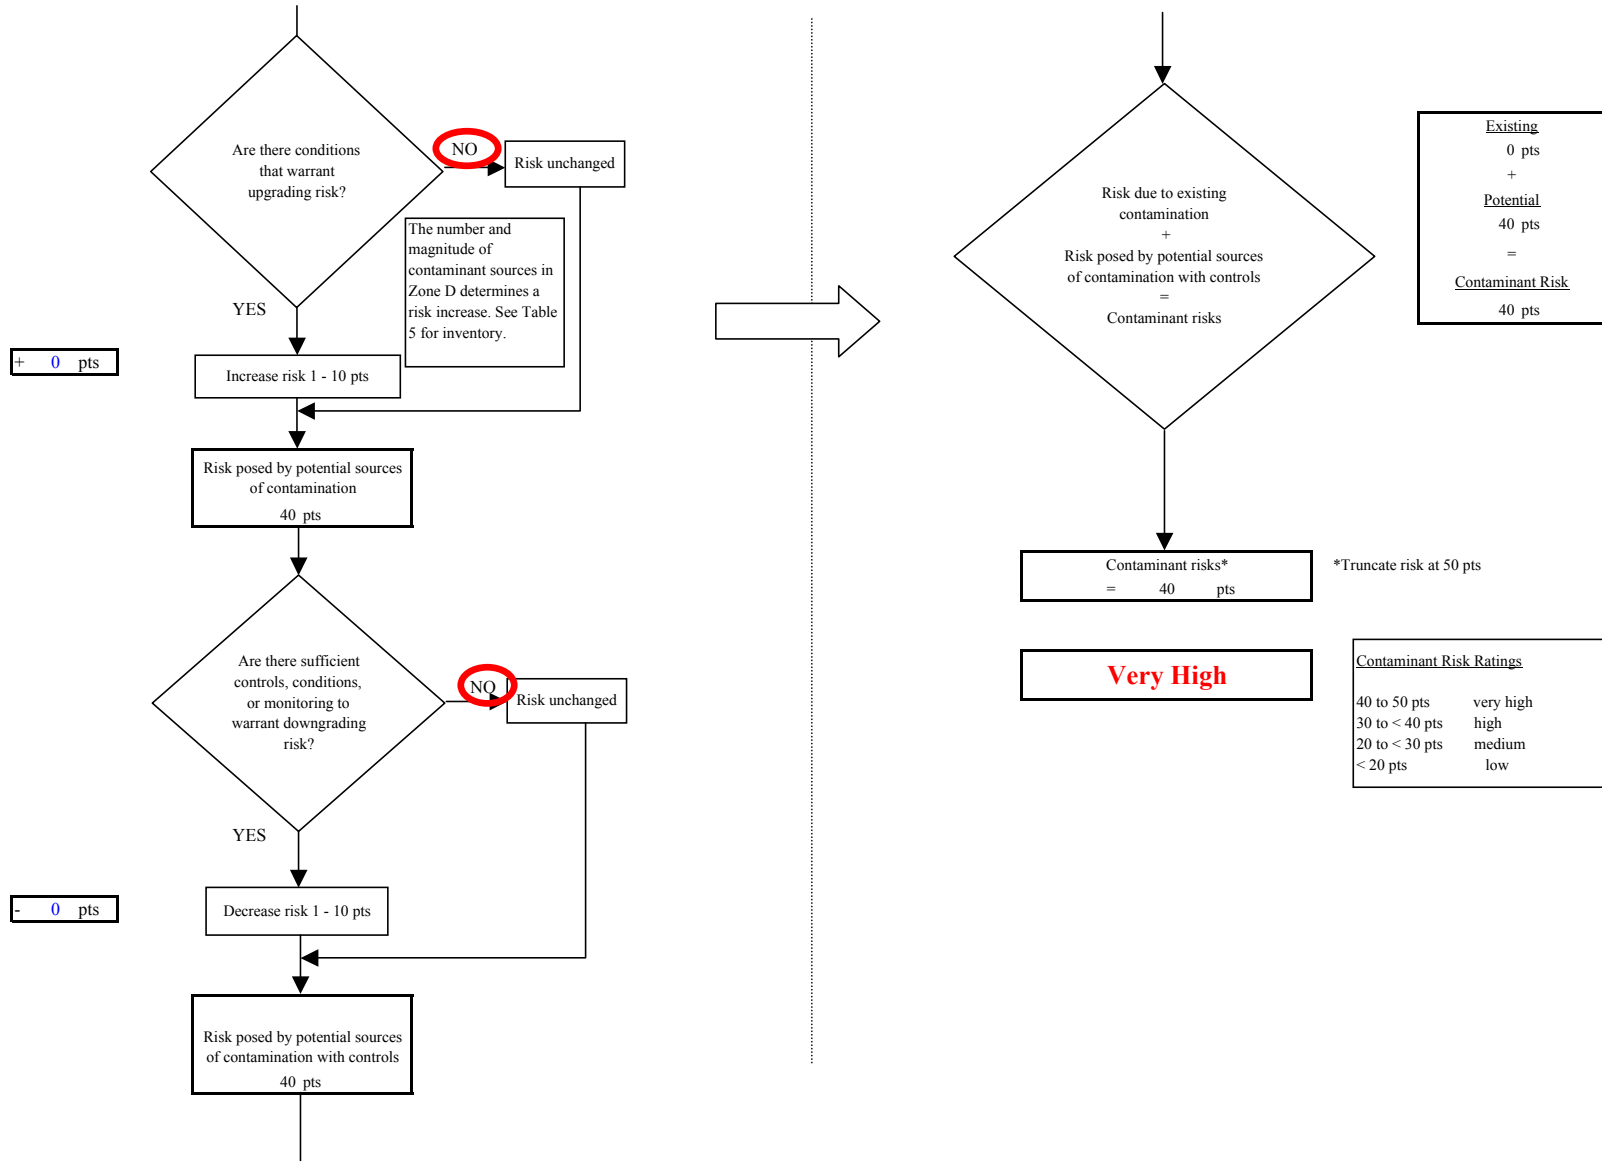 Are there conditions
that warrant
upgrading risk?
NO
Risk unchanged
The number and
magnitude of
contaminant sources in
Zone D determines a
risk increase. See Table
5 for inventory.
YES
+ 0 pts
Increase risk 1 - 10 pts
Risk posed by potential sources
of contamination
40 pts
Are there sufficient
controls, conditions,
or monitoring to
warrant downgrading
risk?
NO
Risk unchanged
YES
- 0 pts
Decrease risk 1 - 10 pts
Risk posed by potential sources
of contamination with controls
40 pts
Risk due to existing
contamination
+
Risk posed by potential sources
of contamination with controls
=
Contaminant risks
Existing
0 pts
+
Potential
40 pts
=
Contaminant Risk
40 pts
Contaminant risks*
= 40 pts
*Truncate risk at 50 pts
Very High
Contaminant Risk Ratings
40 to 50 pts very high
30 to < 40 pts high
20 to < 30 pts medium
< 20 pts low